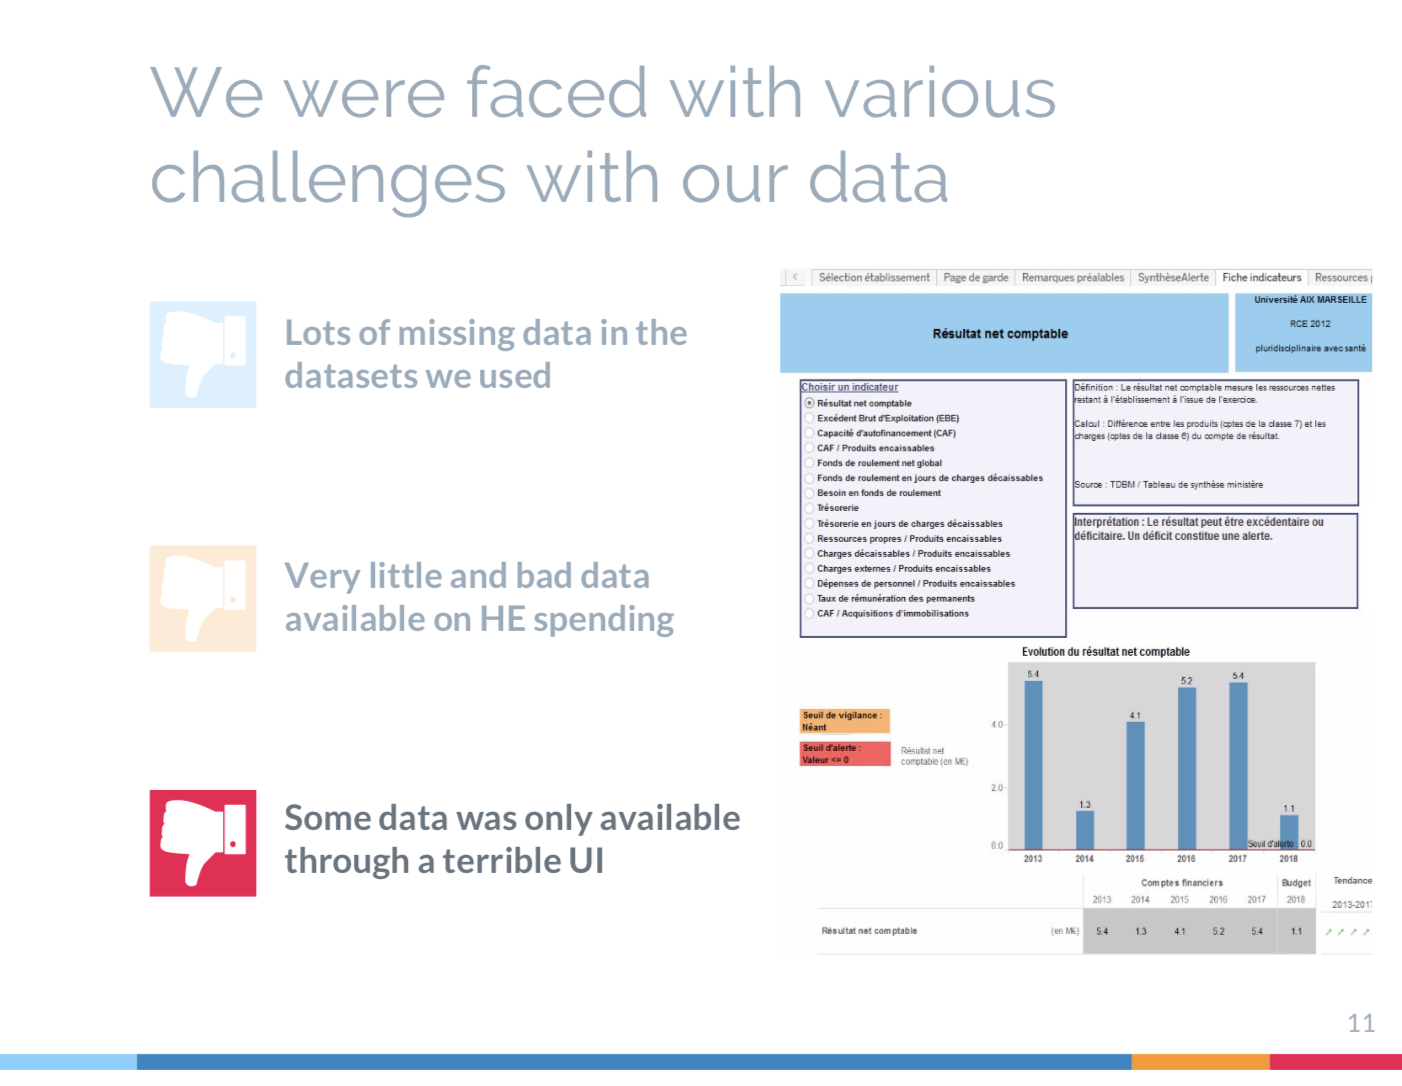 We were faced with various
challenges with our data
Lots of missing data in the
datasets we used
Very little and bad data
available on HE spending
Some data was only available
through a terrible UI
< Sélection établissement Page de garde Remarques préalables SynthèseAlerte Fiche indicateurs Ressources
Résultat net comptable
Université AIX MARSEILLE
RCE 2012
pluridisciplinaire avec santé
Choisir un indicateur
Résultat net comptable
Excédent Brut d'Exploitation (EBE)
Capacité d'autofinancement (CAF)
CAF / Produits encaissables
Fonds de roulement net global
Fonds de roulement en jours de charges décaissables
Besoin en fonds de roulement
Trésorerie
Trésorerie en jours de charges décaissables
Ressources propres / Produits encaissables
Charges décaissables / Produits encaissables
Charges externes / Produits encaissables
Dépenses de personnel / Produits encaissables
Taux de rémunération des permanents
CAF / Acquisitions d'immobilisations
Définition : Le résultat net comptable mesure les ressources nettes
restant à l'établissement à l'issue de l'exercice.
Calcul : Différence entre les produits (cptes de la classe 7) et les
charges (cptes de la classe 6) du compte de résultat.
Source : TDBM / Tableau de synthèse ministère
Interprétation : Le résultat peut être excédentaire ou
déficitaire. Un déficit constitue une alerte.
Evolution du résultat net comptable
Seuil de vigilance :
Néant
Seuil d'alerte :
Valeur <= 0
Résultat net
comptable (en M€)
4.0
2.0
0.0
5.4 1.3 4.1 5.2 5.4 1.1
Seuil d'alerte : 0.0
2013 2014 2015 2016 2017 2018
Comptes financiers Budget Tendance
2013 2014 2015 2016 2017 2018 2013-201
Résultat net comptable (en M€) 5.4 1.3 4.1 5.2 5.4 1.1
11